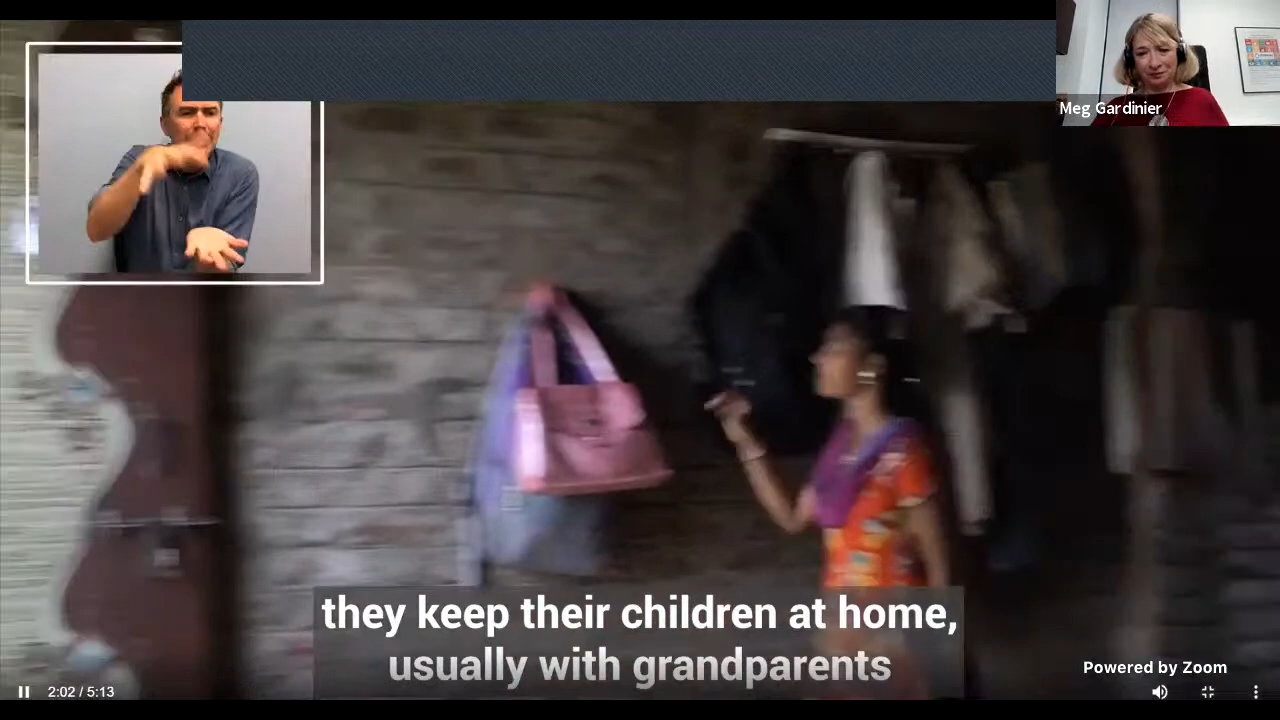 Meg Gardinier
they keep their children at home,
usually with grandparents
Powered by Zoom
2:02 / 5:13